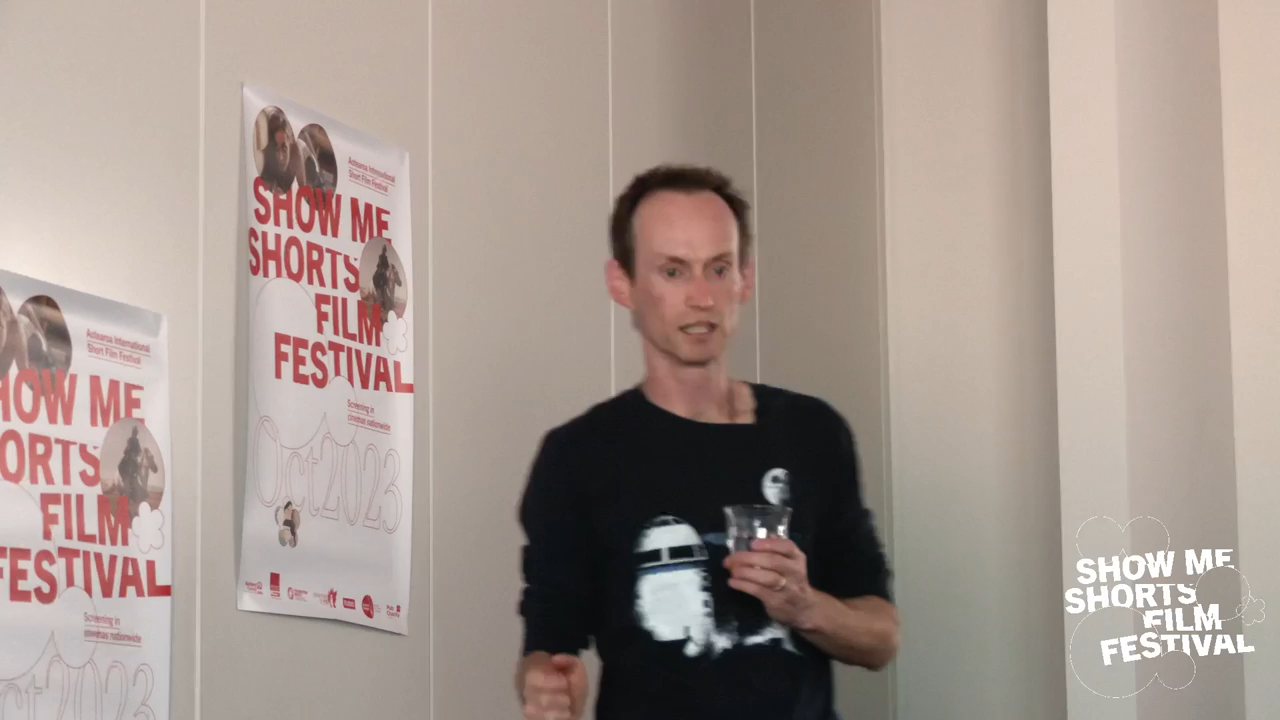 Aotearoa International
Short Film Festival
SHOW ME
SHORTS
FILM
FESTIVAL
Screening in
cinemas nationwide
Oct2023
Aotearoa International
Short Film Festival
HOW ME
ORTS
FILM
FESTIVAL
Screening in
cinemas nationwide
ct2023
SHOW ME
SHORTS
FILM
FESTIVAL